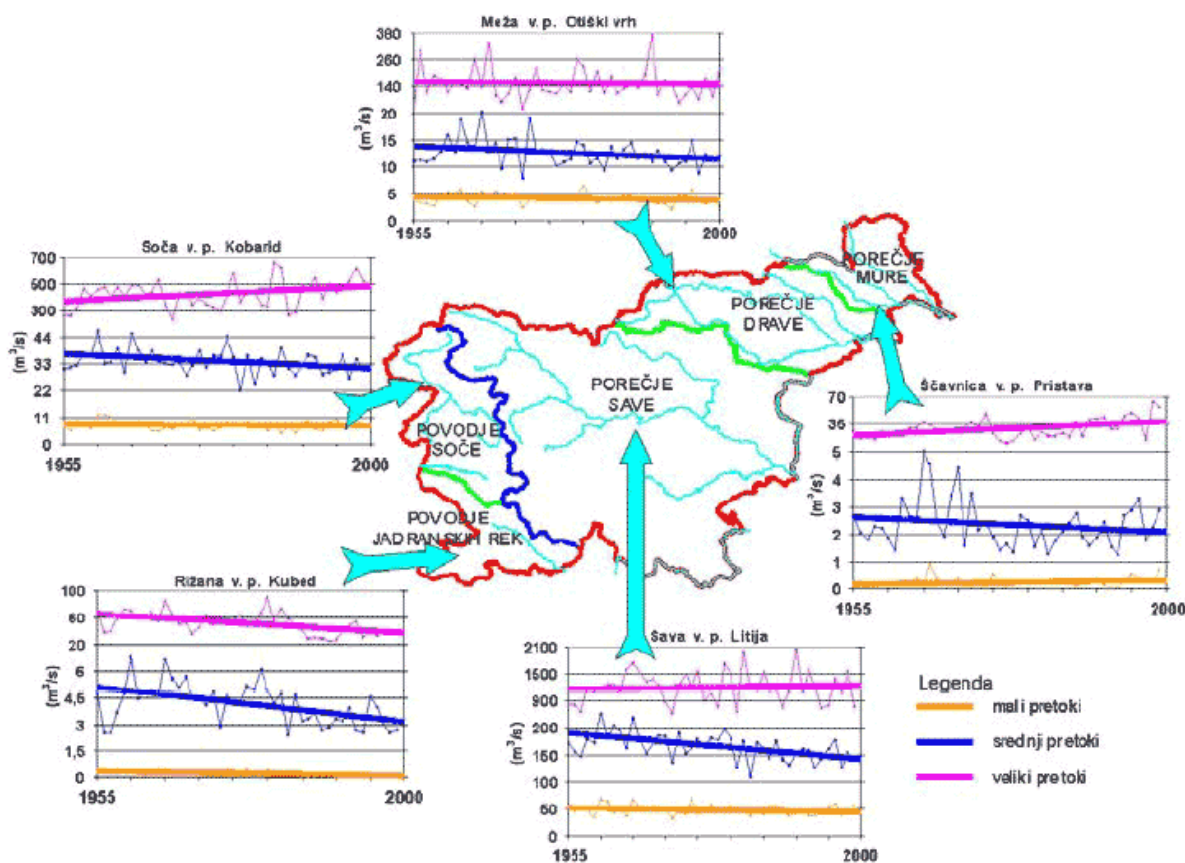 Meža v.p. Otiški vrh
380
260
140
20
15
10
5
0
(m³/s)
1955
2000
Soča v.p. Kobarid
700
500
300
44
33
22
11
0
(m³/s)
1955
2000
POREČJE
MURE
POREČJE
DRAVE
POREČJE
SAVE
POVODJE
SOČE
POVODJE
JADRANSKIH REK
Ščavnica v.p. Pristava
70
36
5
4
3
2
1
0
(m³/s)
1955
2000
Rižana v.p. Kubed
100
60
20
6
4,5
3
1,5
0
(m³/s)
1955
2000
Sava v.p. Litija
2100
1500
900
200
150
50
0
(m³/s)
1955
2000
Legenda
mali pretoki
srednji pretoki
veliki pretoki